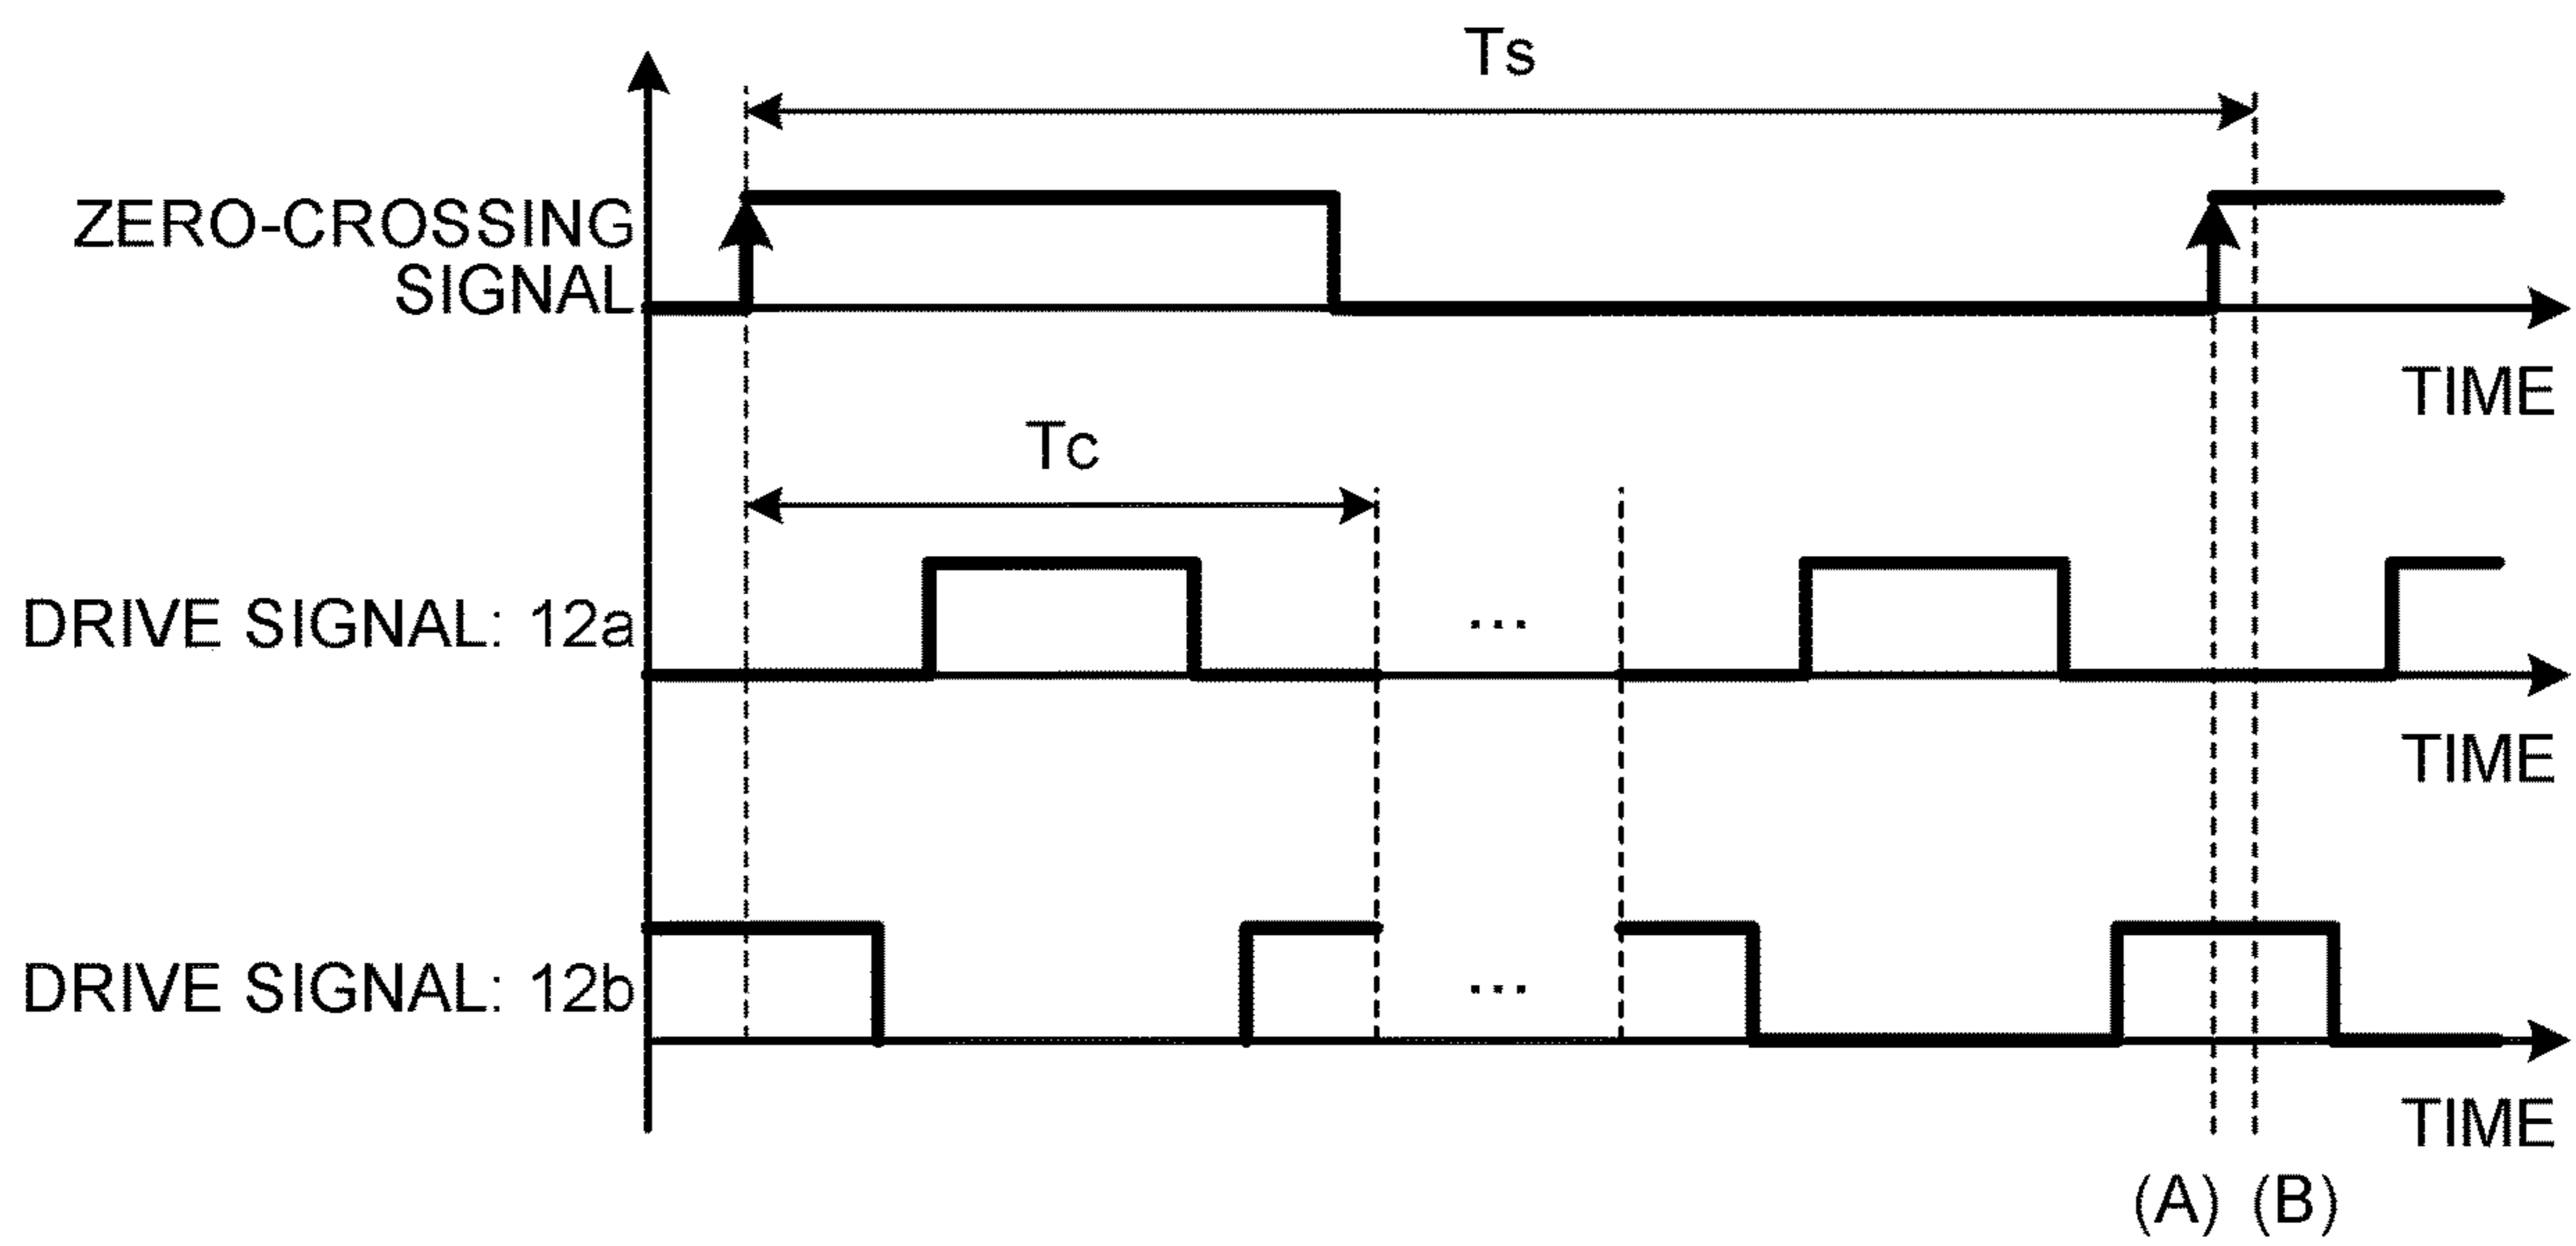 Ts
ZERO-CROSSING
SIGNAL
TIME
Tc
DRIVE SIGNAL: 12a
...
TIME
DRIVE SIGNAL: 12b
...
TIME
(A) (B)